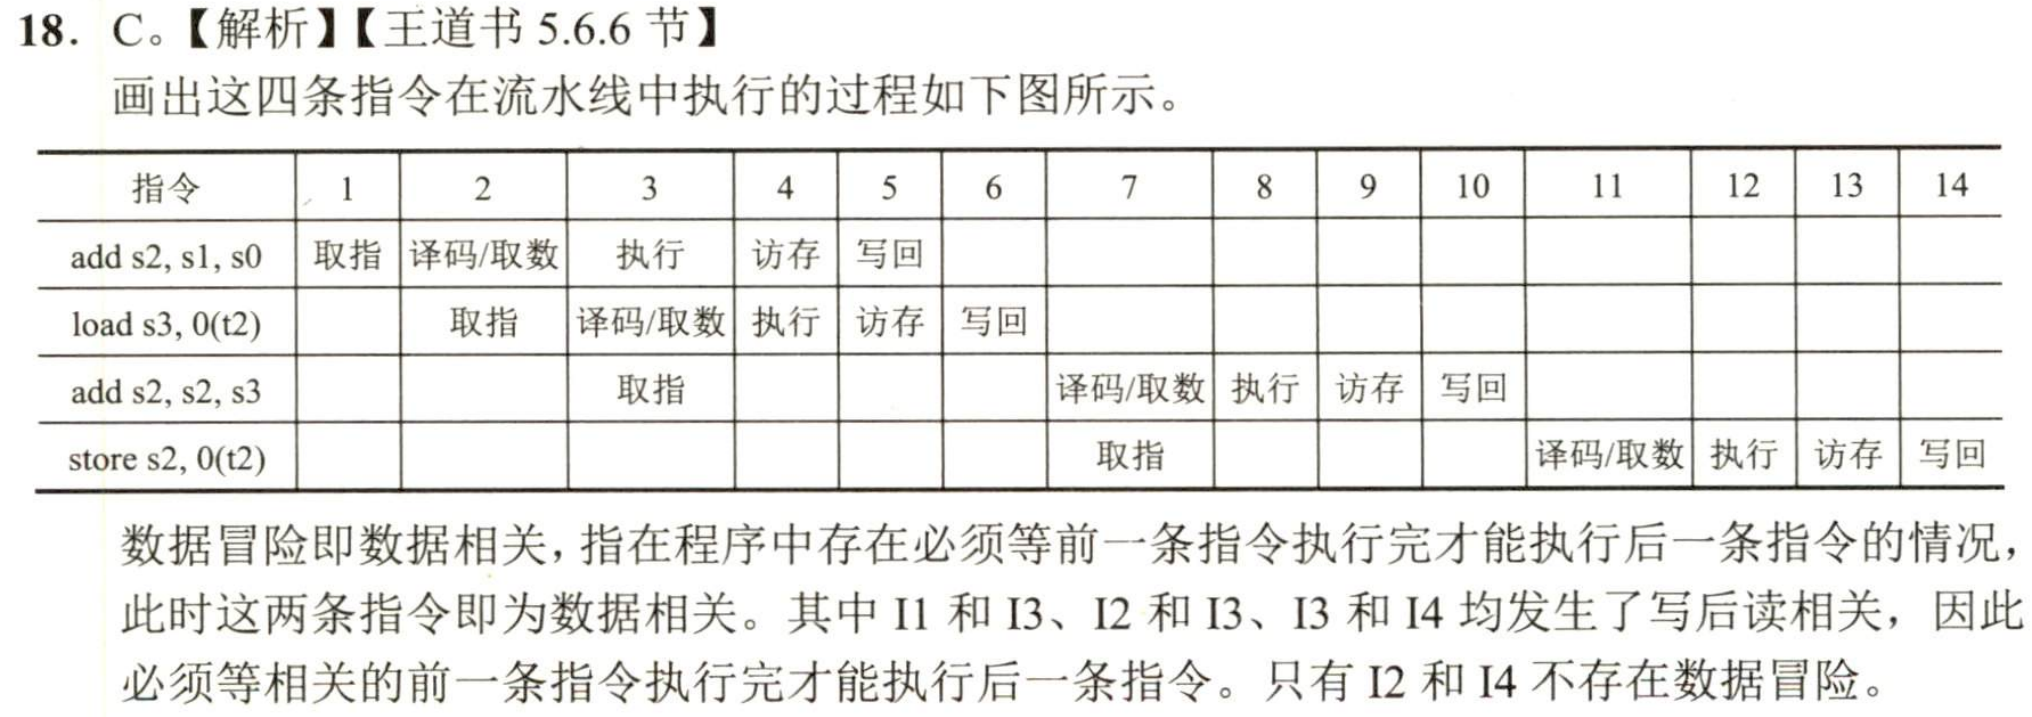 18. C。【解析】【王道书 5.6.6 节】
画出这四条指令在流水线中执行的过程如下图所示。
指令 1 2 3 4 5 6 7 8 9 10 11 12 13 14
add s2, s1, s0 取指 译码/取数 执行 访存 写回
load s3, 0(t2) 取指 译码/取数 执行 访存 写回
add s2, s2, s3 取指 译码/取数 执行 访存 写回
store s2, 0(t2) 取指 译码/取数 执行 访存 写回
数据冒险即数据相关，指在程序中存在必须等前一条指令执行完才能执行后一条指令的情况，
此时这两条指令即为数据相关。其中 I1 和 I3、I2 和 I3、I3 和 I4 均发生了写后读相关，因此
必须等相关的前一条指令执行完才能执行后一条指令。只有 I2 和 I4 不存在数据冒险。